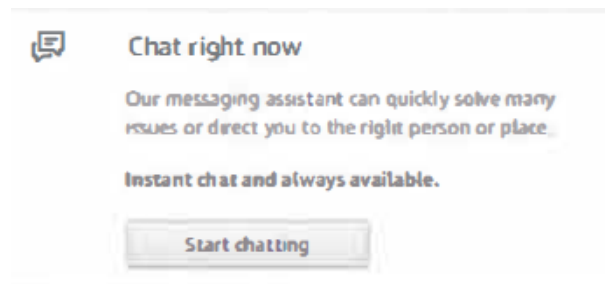 Chat right now
Our messaging assistant can quickly solve many
issues or direct you to the right person or place.
Instant chat and always available.
Start chatting